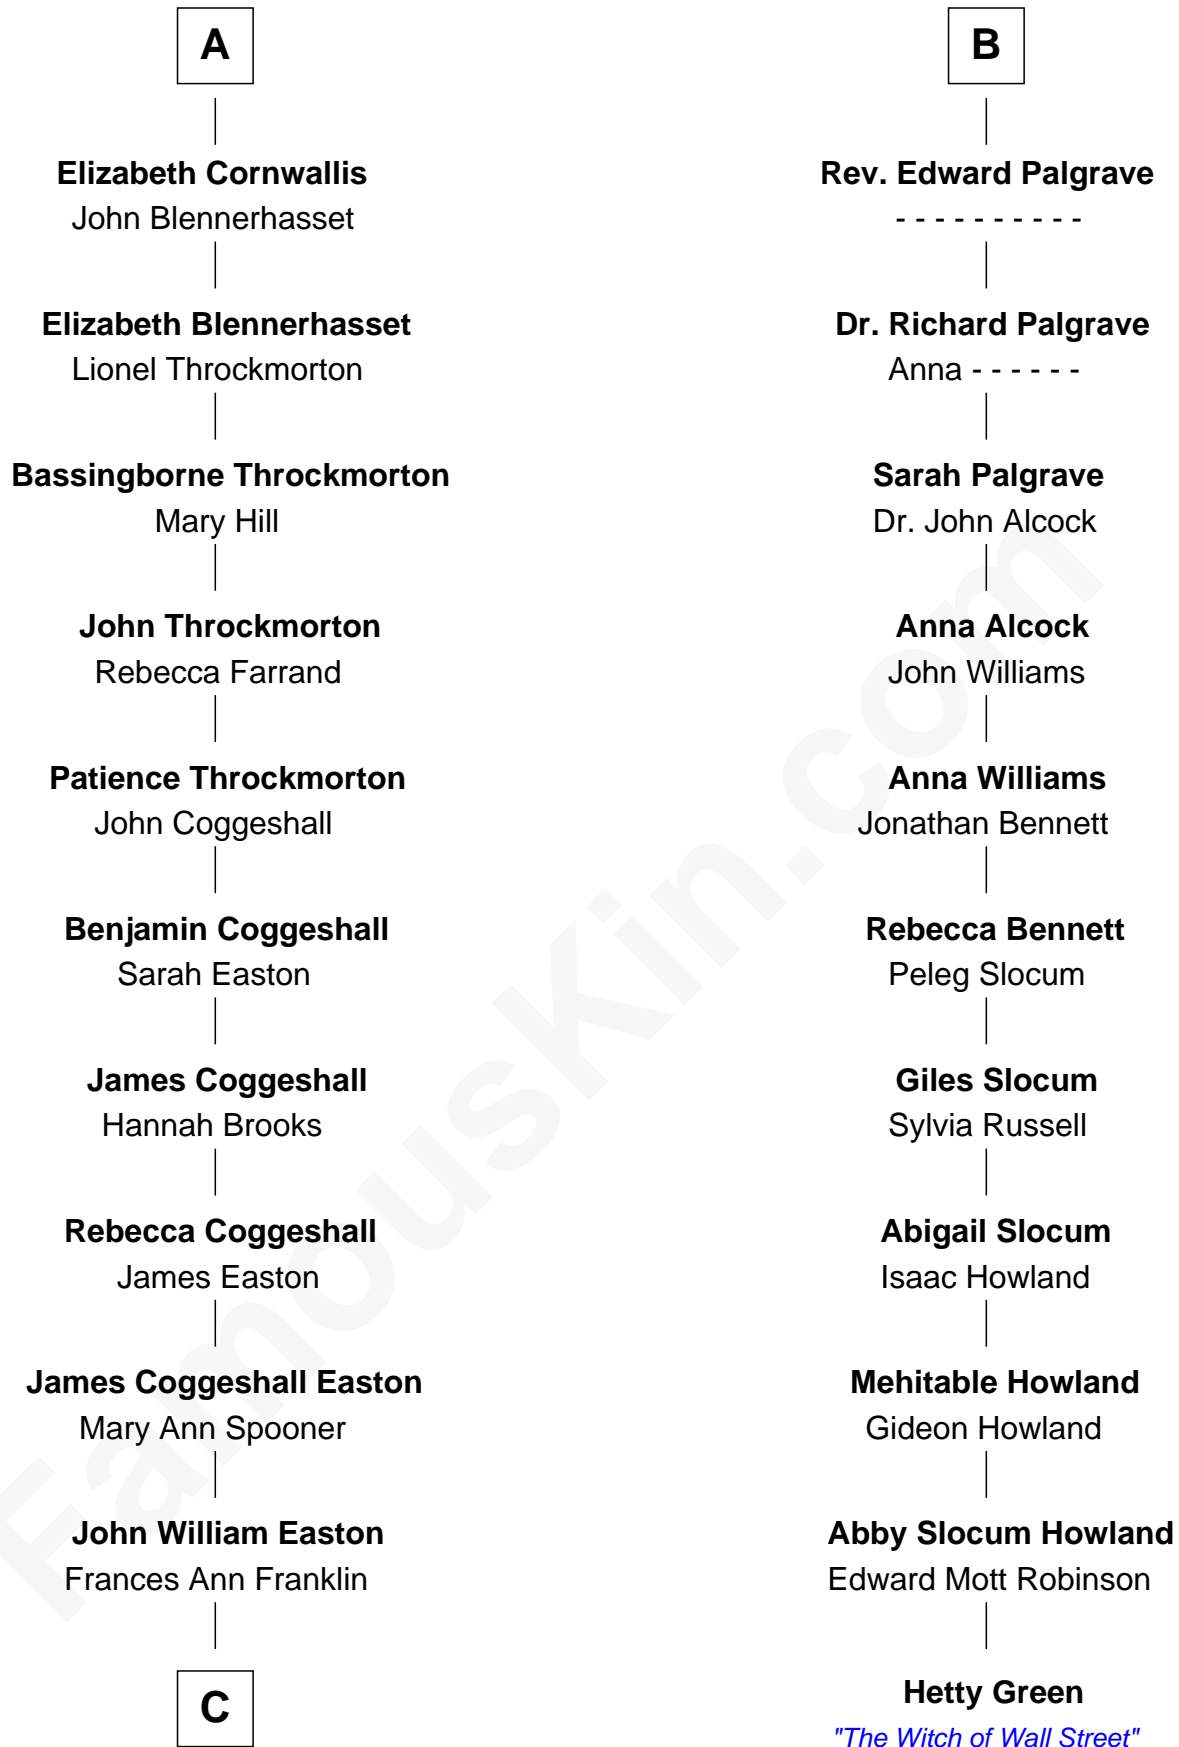 A
Elizabeth Cornwallis
John Blennerhasset
Elizabeth Blennerhasset
Lionel Throckmorton
Bassingborne Throckmorton
Mary Hill
John Throckmorton
Rebecca Farrand
Patience Throckmorton
John Coggeshall
Benjamin Coggeshall
Sarah Easton
James Coggeshall
Hannah Brooks
Rebecca Coggeshall
James Easton
James Coggeshall Easton
Mary Ann Spooner
John William Easton
Frances Ann Franklin
C
B
Rev. Edward Palgrave
- - - - - - - - - -
Dr. Richard Palgrave
Anna - - - - - -
Sarah Palgrave
Dr. John Alcock
Anna Alcock
John Williams
Anna Williams
Jonathan Bennett
Rebecca Bennett
Peleg Slocum
Giles Slocum
Sylvia Russell
Abigail Slocum
Isaac Howland
Mehitable Howland
Gideon Howland
Abby Slocum Howland
Edward Mott Robinson
Hetty Green
"The Witch of Wall Street"
FamousKin.com